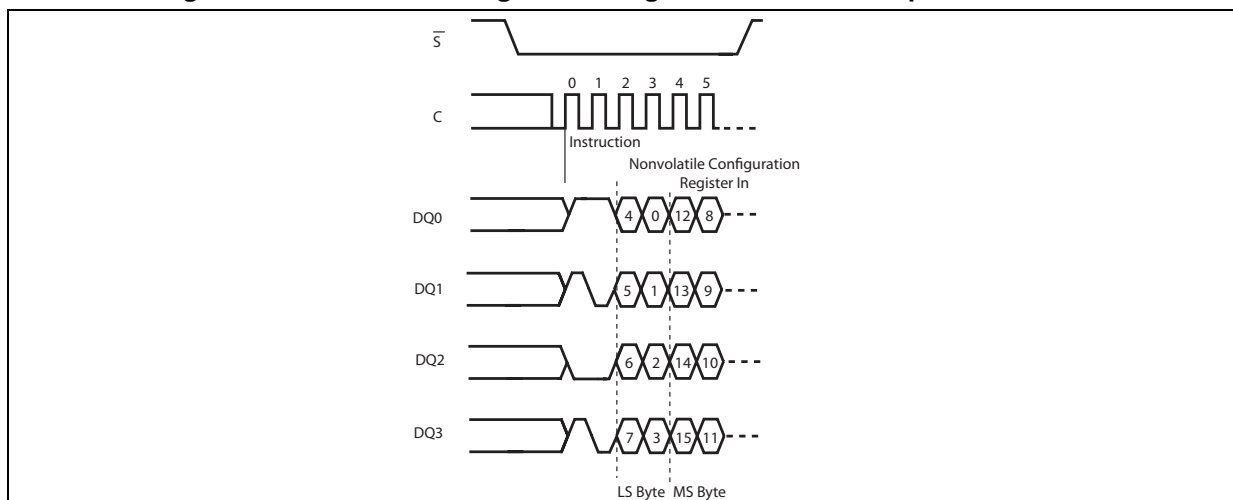 S
0 1 2 3 4 5
C
Instruction
Nonvolatile Configuration
Register In
DQ0 4 0 12 8
DQ1 5 1 13 9
DQ2 6 2 14 10
DQ3 7 3 15 11
LS Byte MS Byte